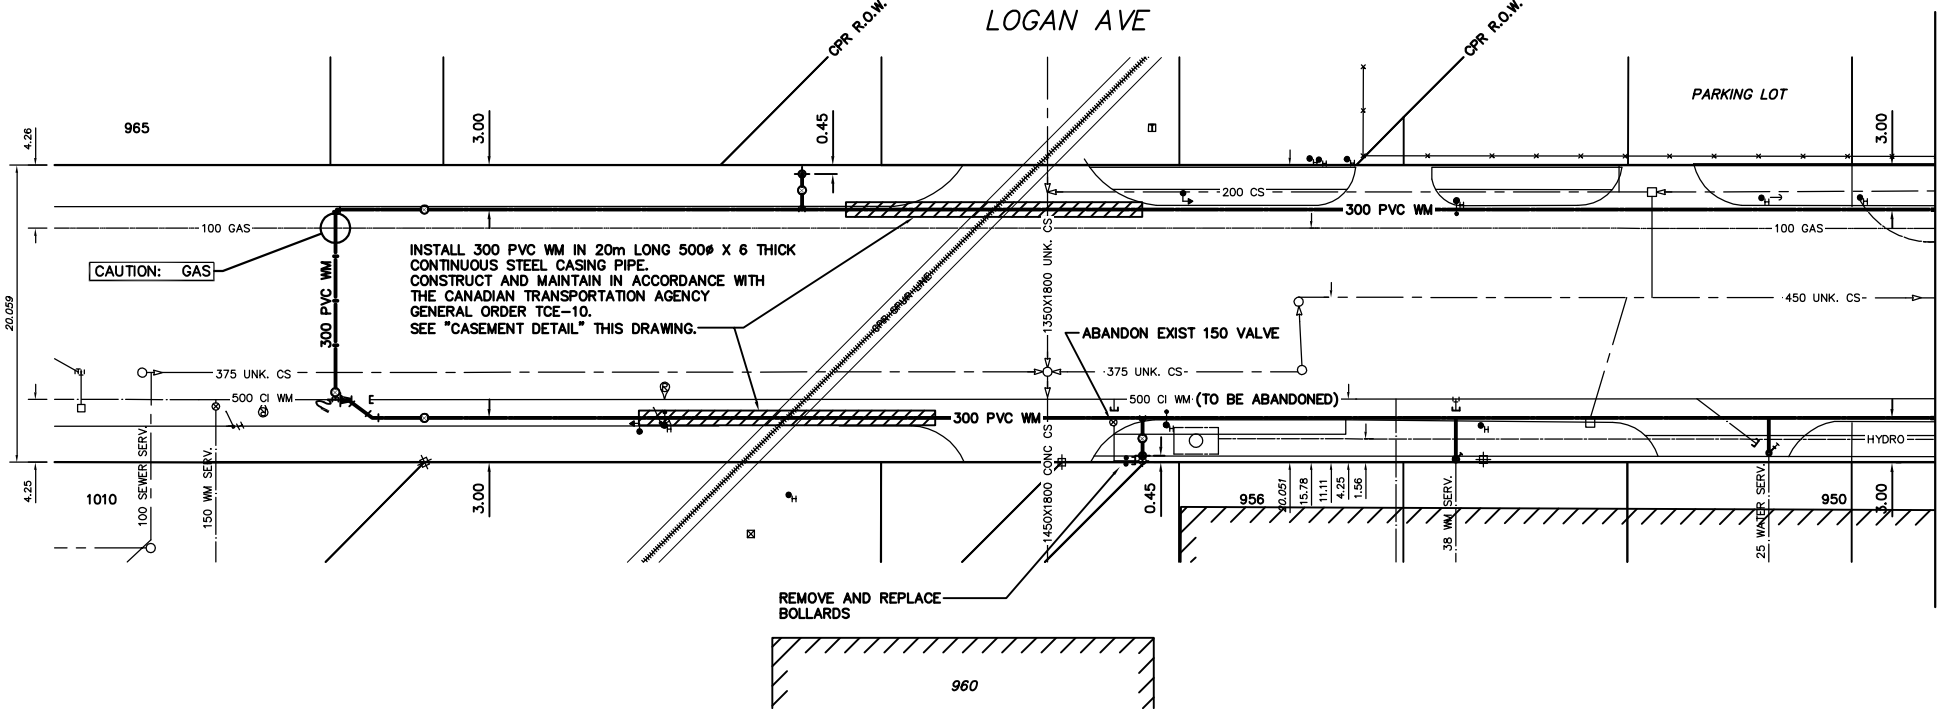 LOGAN AVE
CPR R.O.W.
CPR R.O.W.
PARKING LOT
965
4.26
3.00
0.45
3.00
200 CS
300 PVC WM
100 GAS
100 GAS
CAUTION: GAS
INSTALL 300 PVC WM IN 20m LONG 500ø X 6 THICK
CONTINUOUS STEEL CASING PIPE.
CONSTRUCT AND MAINTAIN IN ACCORDANCE WITH
THE CANADIAN TRANSPORTATION AGENCY
GENERAL ORDER TCE-10.
SEE "CASEMENT DETAIL" THIS DRAWING.
300 PVC WM
CPR SPUR LINE
1350X1800 UNK. CS
450 UNK. CS
20.059
ABANDON EXIST 150 VALVE
375 UNK. CS
375 UNK. CS
500 CI WM
500 CI WM (TO BE ABANDONED)
300 PVC WM
HYDRO
4.25
1010
100 SEWER SERV.
150 WM SERV.
3.00
1450X1800 CONC CS
0.45
956
20.051
15.78
11.11
4.25
1.56
38 WM SERV.
25 WATER SERV.
950
3.00
REMOVE AND REPLACE
BOLLARDS
960
H
H
H
H
H
H
H
H
H
H